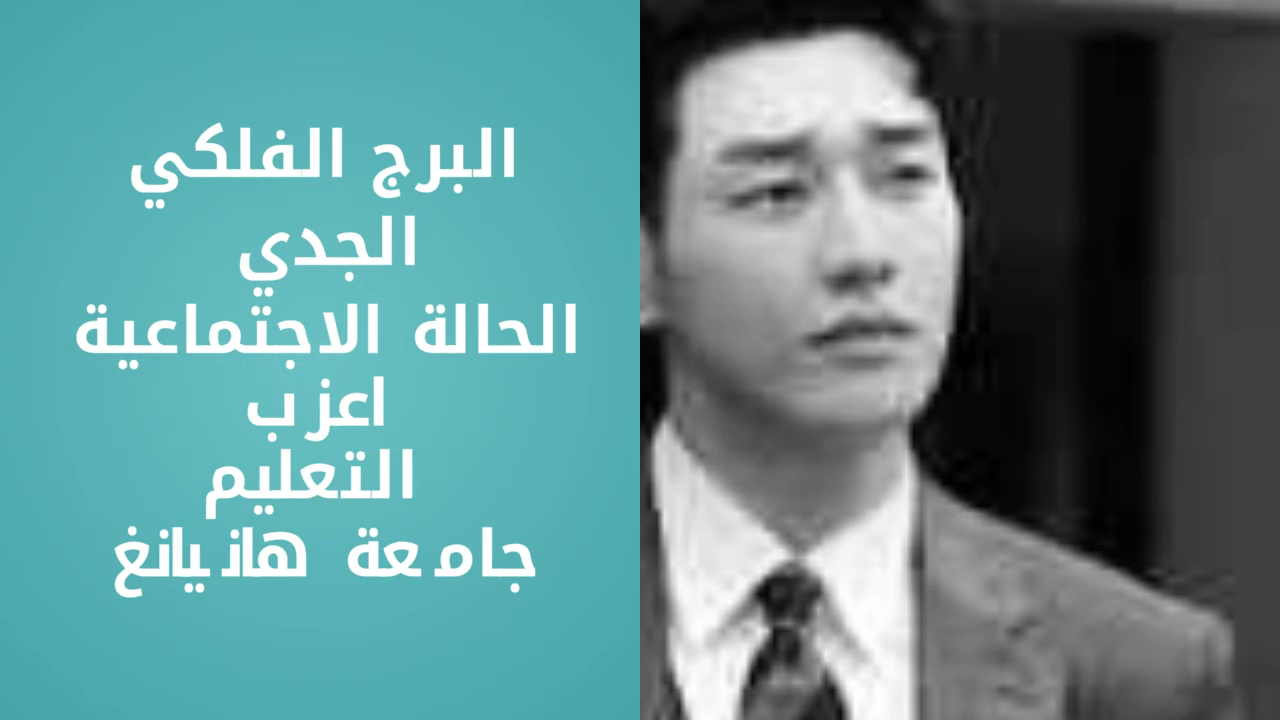 البرج الفلكي
الجدي
الحالة الاجتماعية
اعزب
التعليم
جامعة هانيانغ